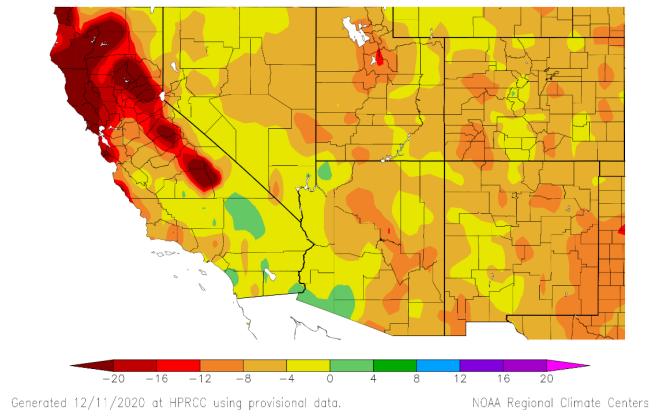 -20 -16 -12 -8 -4 0 4 8 12 16 20
Generated 12/11/2020 at HPRCC using provisional data. NOAA Regional Climate Centers